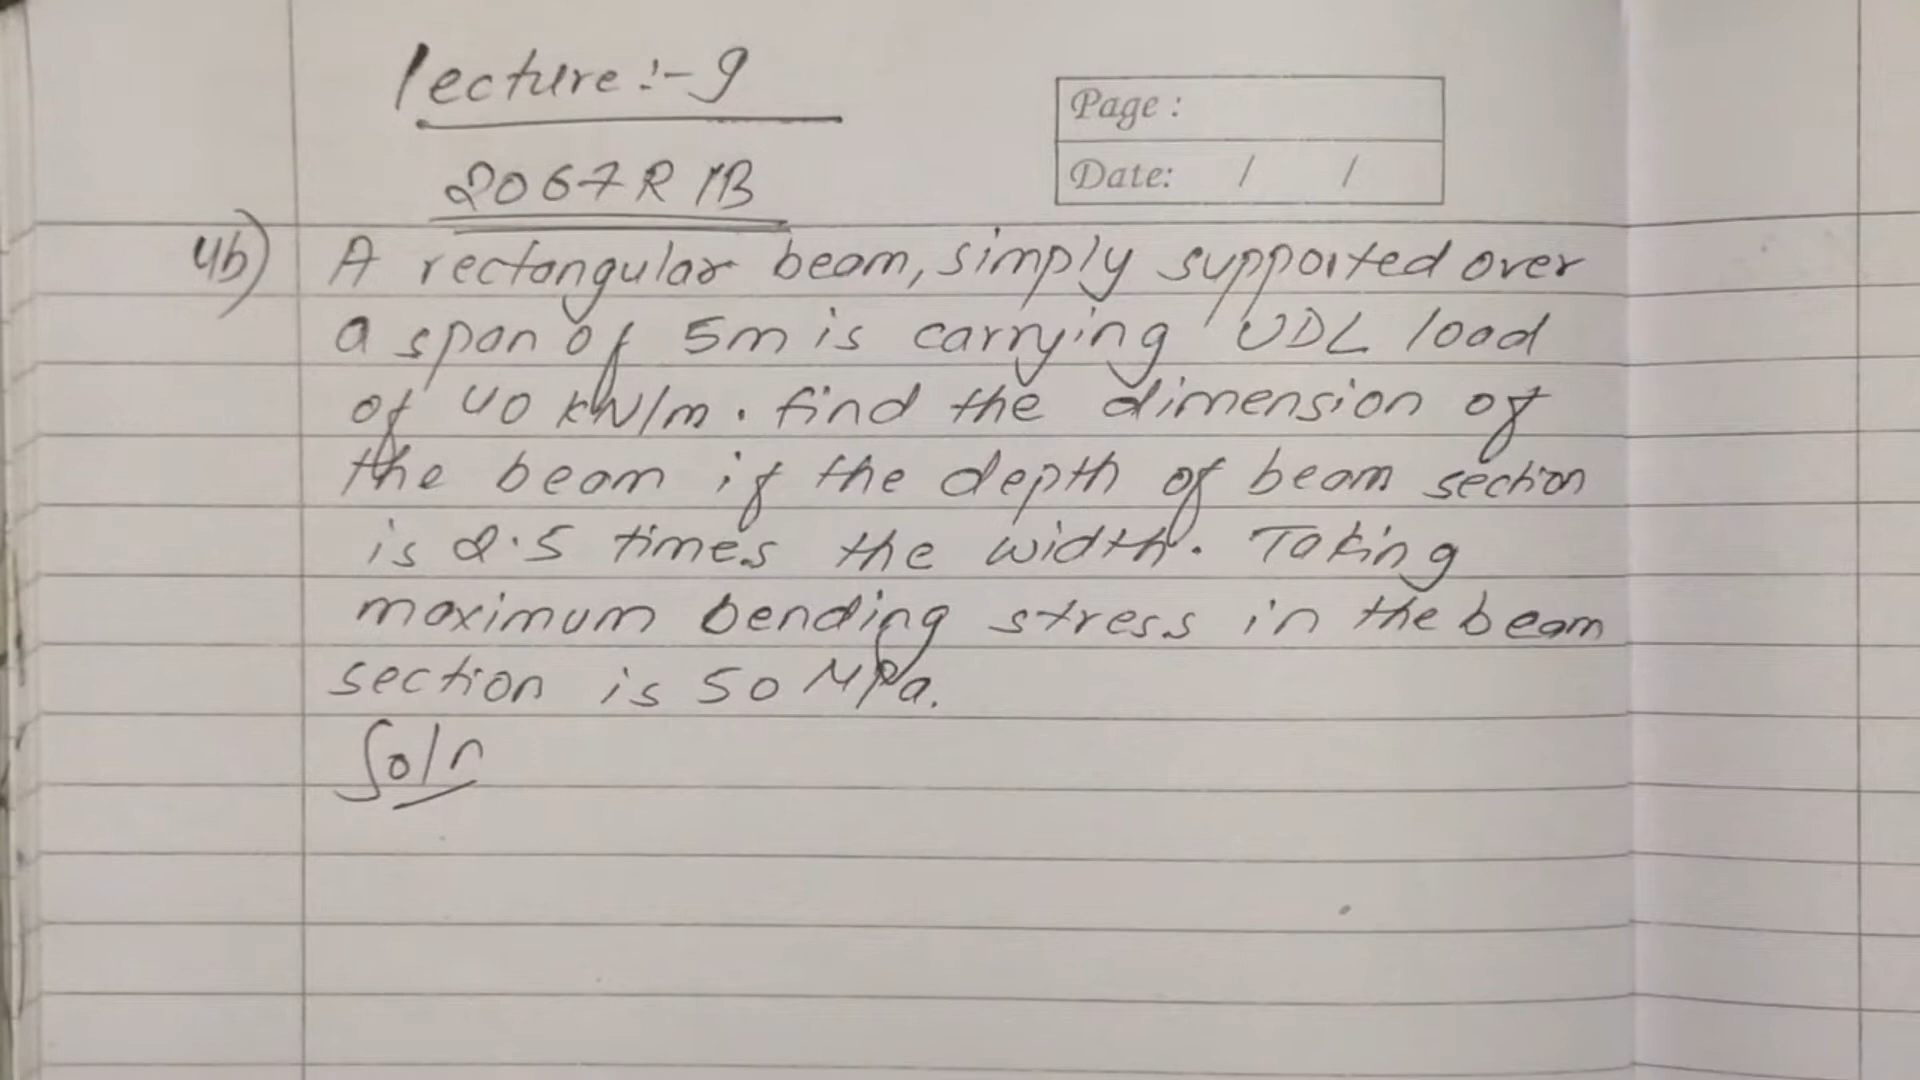 lecture :- 9
Page :
2067 R/B
Date: / /
4b) A rectangular beam, simply supported over
a span of 5m is carrying UDL load
of 40 kN/m. find the dimension of
the beam if the depth of beam section
is 2.5 times the width. Taking
maximum bending stress in the beam
section is 50 MPa.
Soln